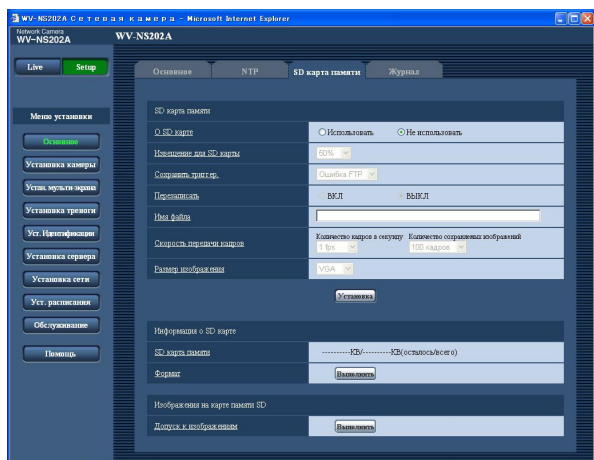 WV-NS202A Сетевая камера - Microsoft Internet Explorer
Network Camera
WV-NS202A
WV-NS202A
Live
Setup
Основное
NTP
SD карта памяти
Журнал
Меню установки
Основное
Установка камеры
Устан. мульти-экрана
Установка тревоги
Уст. Идентификации
Установка сервера
Установка сети
Уст. расписания
Обслуживание
Помощь
SD карта памяти
О SD карте
Использовать
Не использовать
Извещение для SD карты
50%
Сохранить триггер.
Ошибка FTP
Перезаписать
ВКЛ
ВЫКЛ
Имя файла
Скорость передачи кадров
Количество кадров в секунду
Количество сохраняемых изображений
1 fps
100 кадров
Размер изображения
VGA
Установка
Информация о SD карте
SD карта памяти
----------KB/----------KB(осталось/всего)
Формат
Выполнить
Изображения на карте памяти SD
Допуск к изображениям
Выполнить